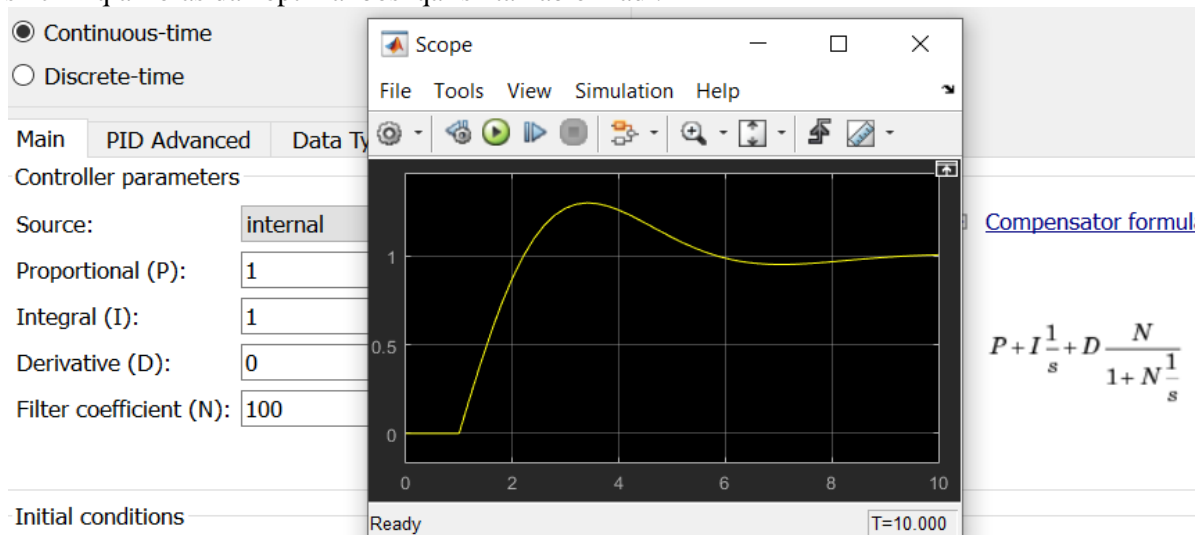 Continuous-time
Discrete-time
Main PID Advanced Data Ty
Controller parameters
Source: internal
Proportional (P): 1
Integral (I): 1
Derivative (D): 0
Filter coefficient (N): 100
Initial conditions
Scope
File Tools View Simulation Help
1
0.5
0
0 2 4 6 8 10
Ready T=10.000
Compensator formul
P + I 1/s + D N/(1 + N 1/s)